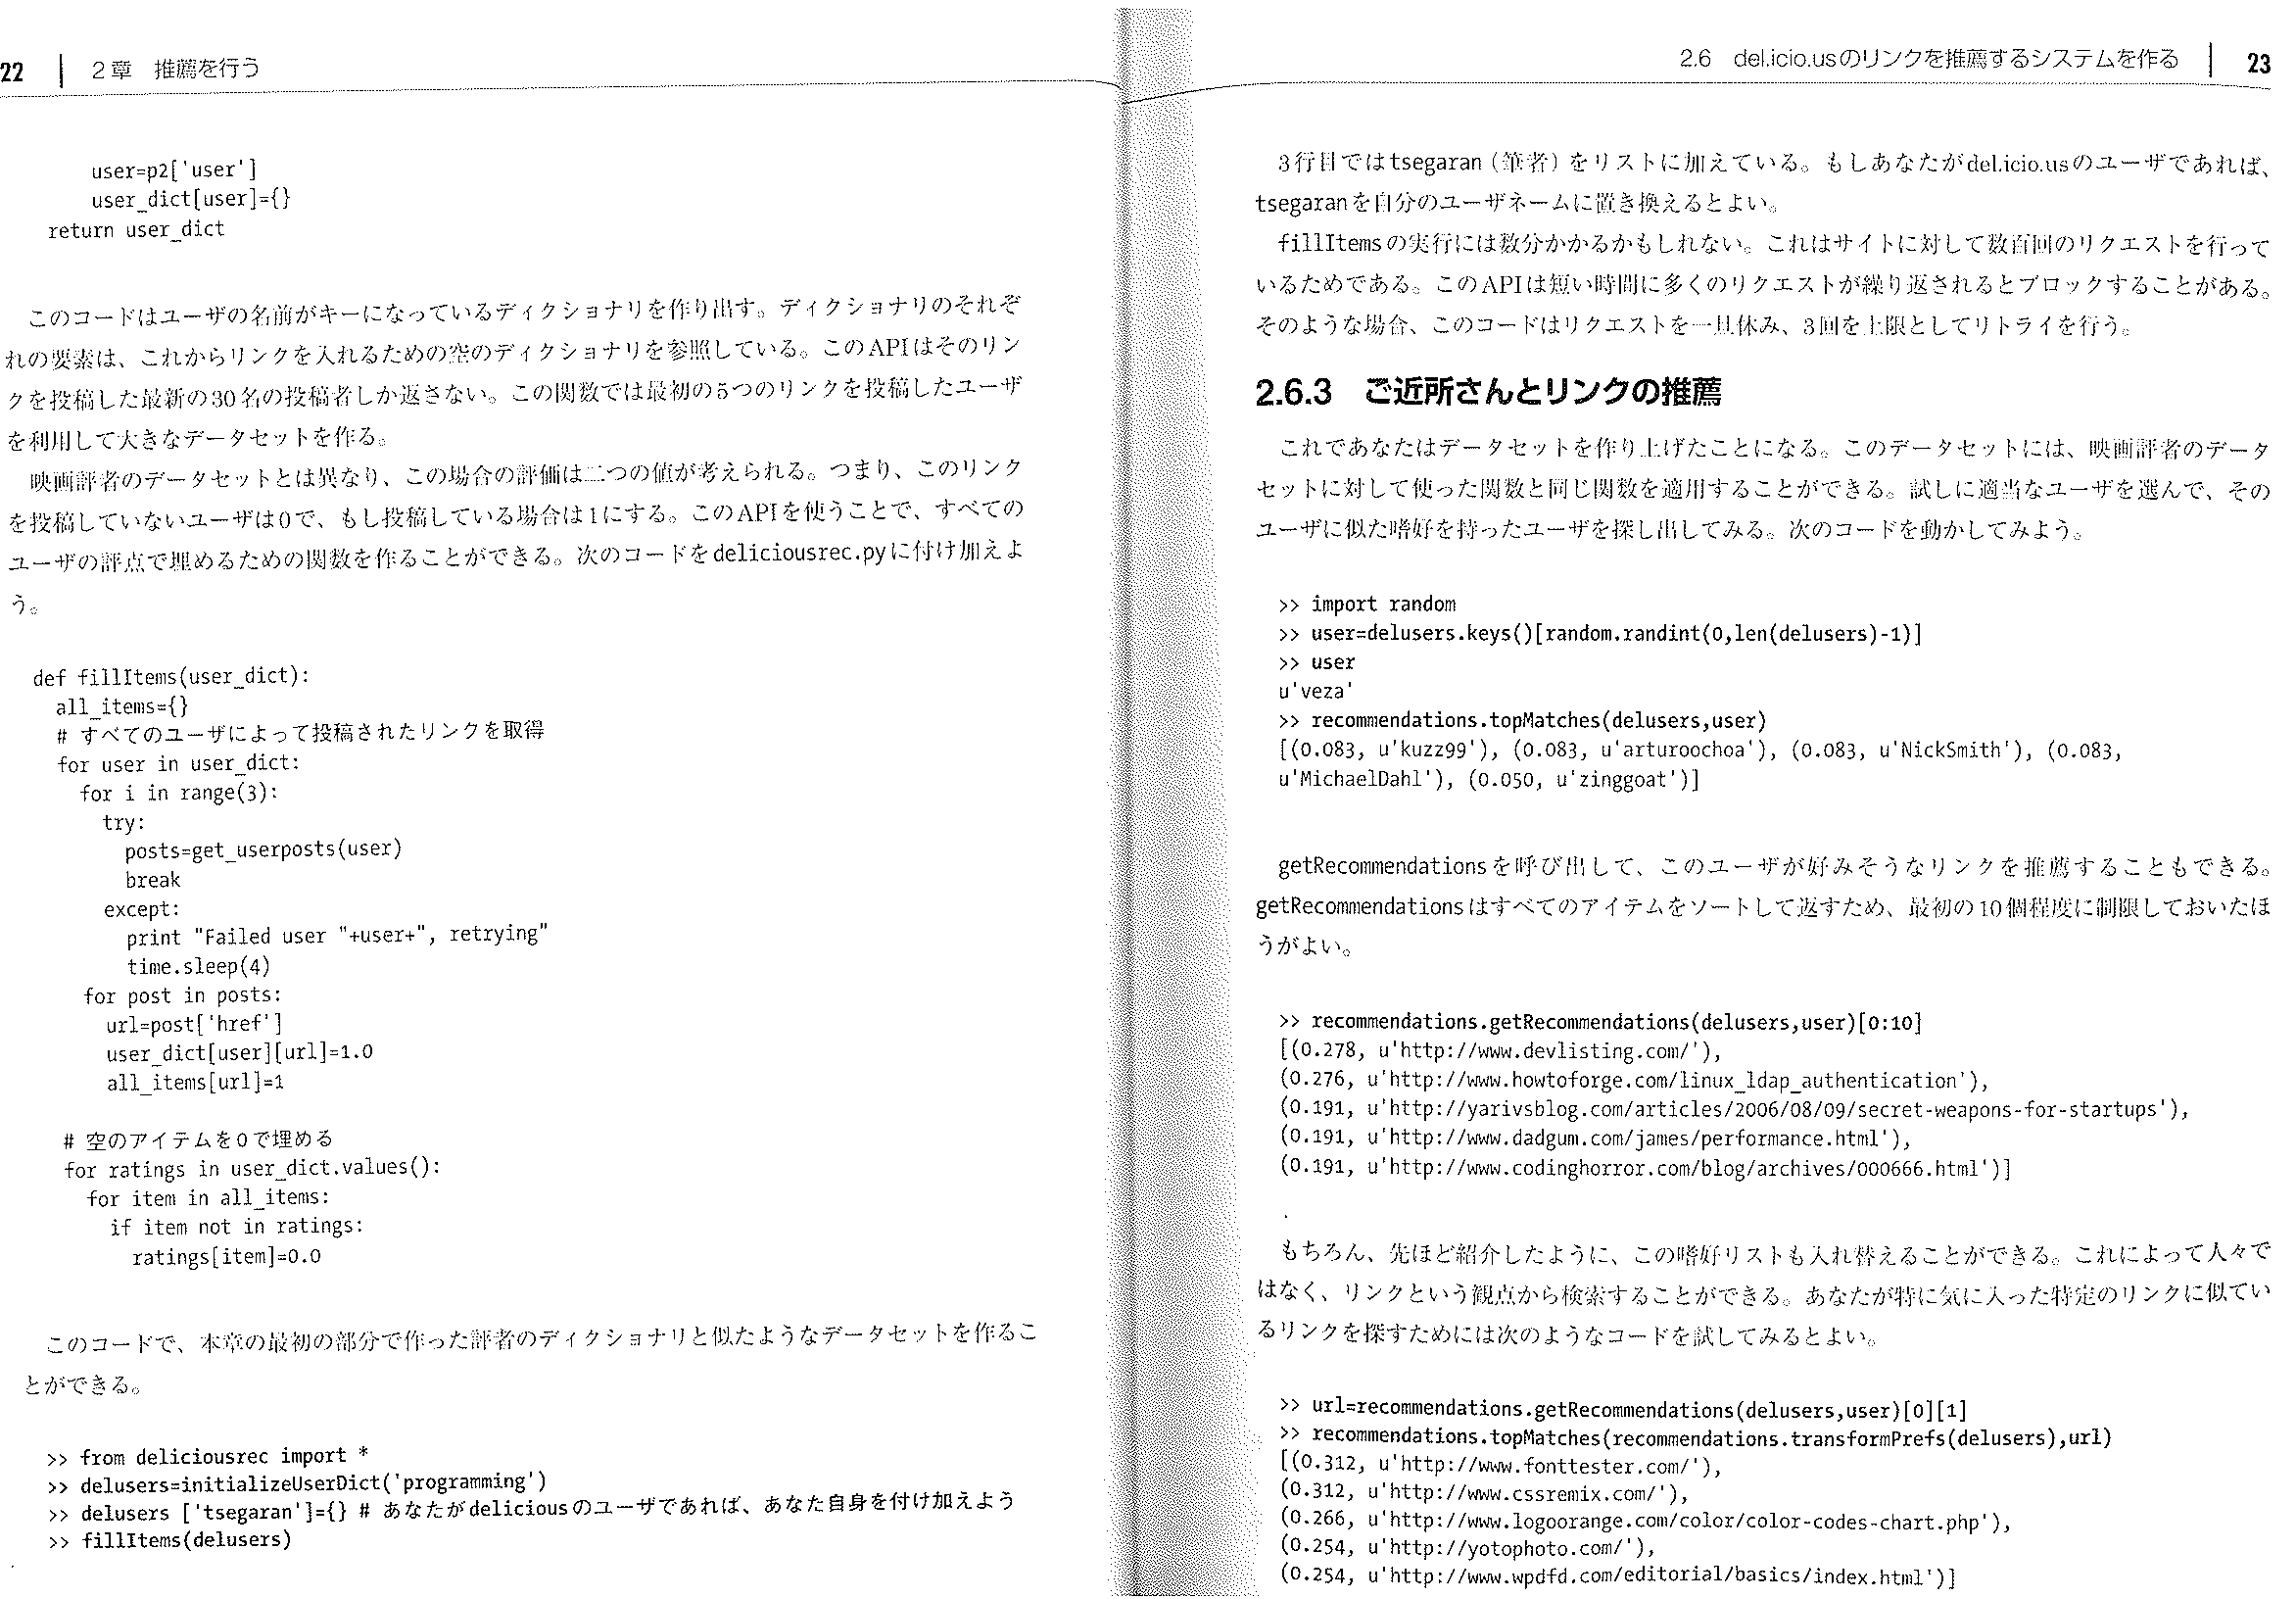 22 | 2章 推薦を行う
user=p2['user']
user_dict[user]={}
return user_dict
このコードはユーザの名前がキーになっているディクショナリを作り出す。ディクショナリのそれぞ
れの要素は、これからリンクを入れるための空のディクショナリを参照している。このAPIはそのリン
クを投稿した最新の30名の投稿者しか返さない。この関数では最初の5つのリンクを投稿したユーザ
を利用して大きなデータセットを作る。
映画評者のデータセットとは異なり、この場合の評価は二つの値が考えられる。つまり、このリンク
を投稿していないユーザは0で、もし投稿している場合は1にする。このAPIを使うことで、すべての
ユーザの評点で埋めるための関数を作ることができる。次のコードをdeliciousrec.pyに付け加えよ
う。
def fillItems(user_dict):
all_items={}
# すべてのユーザによって投稿されたリンクを取得
for user in user_dict:
for i in range(3):
try:
posts=get_userposts(user)
break
except:
print "Failed user "+user+", retrying"
time.sleep(4)
for post in posts:
url=post['href']
user_dict[user][url]=1.0
all_items[url]=1
# 空のアイテムを0で埋める
for ratings in user_dict.values():
for item in all_items:
if item not in ratings:
ratings[item]=0.0
このコードで、本章の最初の部分で作った評者のディクショナリと似たようなデータセットを作るこ
とができる。
>> from deliciousrec import *
>> delusers=initializeUserDict('programming')
>> delusers ['tsegaran']={} # あなたがdeliciousのユーザであれば、あなた自身を付け加えよう
>> fillItems(delusers)
2.6 del.icio.usのリンクを推薦するシステムを作る | 23
3行目ではtsegaran（筆者）をリストに加えている。もしあなたがdel.icio.usのユーザであれば、
tsegaranを自分のユーザネームに置き換えるとよい。
fillItemsの実行には数分かかるかもしれない。これはサイトに対して数百回のリクエストを行って
いるためである。このAPIは短い時間に多くのリクエストが繰り返されるとブロックすることがある。
そのような場合、このコードはリクエストを一旦休み、3回を上限としてリトライを行う。
2.6.3 ご近所さんとリンクの推薦
これであなたはデータセットを作り上げたことになる。このデータセットには、映画評者のデータ
セットに対して使った関数と同じ関数を適用することができる。試しに適当なユーザを選んで、その
ユーザに似た嗜好を持ったユーザを探し出してみる。次のコードを動かしてみよう。
>> import random
>> user=delusers.keys()[random.randint(0,len(delusers)-1)]
>> user
u'veza'
>> recommendations.topMatches(delusers,user)
[(0.083, u'kuzz99'), (0.083, u'arturoochoa'), (0.083, u'NickSmith'), (0.083,
u'MichaelDahl'), (0.050, u'zinggoat')]
getRecommendationsを呼び出して、このユーザが好みそうなリンクを推薦することもできる。
getRecommendationsはすべてのアイテムをソートして返すため、最初の10個程度に制限しておいたほ
うがよい。
>> recommendations.getRecommendations(delusers,user)[0:10]
[(0.278, u'http://www.devlisting.com/'),
(0.276, u'http://www.howtoforge.com/linux_ldap_authentication'),
(0.191, u'http://yarivsblog.com/articles/2006/08/09/secret-weapons-for-startups'),
(0.191, u'http://www.dadgum.com/james/performance.html'),
(0.191, u'http://www.codinghorror.com/blog/archives/000666.html')]
もちろん、先ほど紹介したように、この嗜好リストも入れ替えることができる。これによって人々で
はなく、リンクという観点から検索することができる。あなたが特に気に入った特定のリンクに似てい
るリンクを探すためには次のようなコードを試してみるとよい。
>> url=recommendations.getRecommendations(delusers,user)[0][1]
>> recommendations.topMatches(recommendations.transformPrefs(delusers),url)
[(0.312, u'http://www.fonttester.com/'),
(0.312, u'http://www.cssremix.com/'),
(0.266, u'http://www.logoorange.com/color/color-codes-chart.php'),
(0.254, u'http://yotophoto.com/'),
(0.254, u'http://www.wpdfd.com/editorial/basics/index.html')]